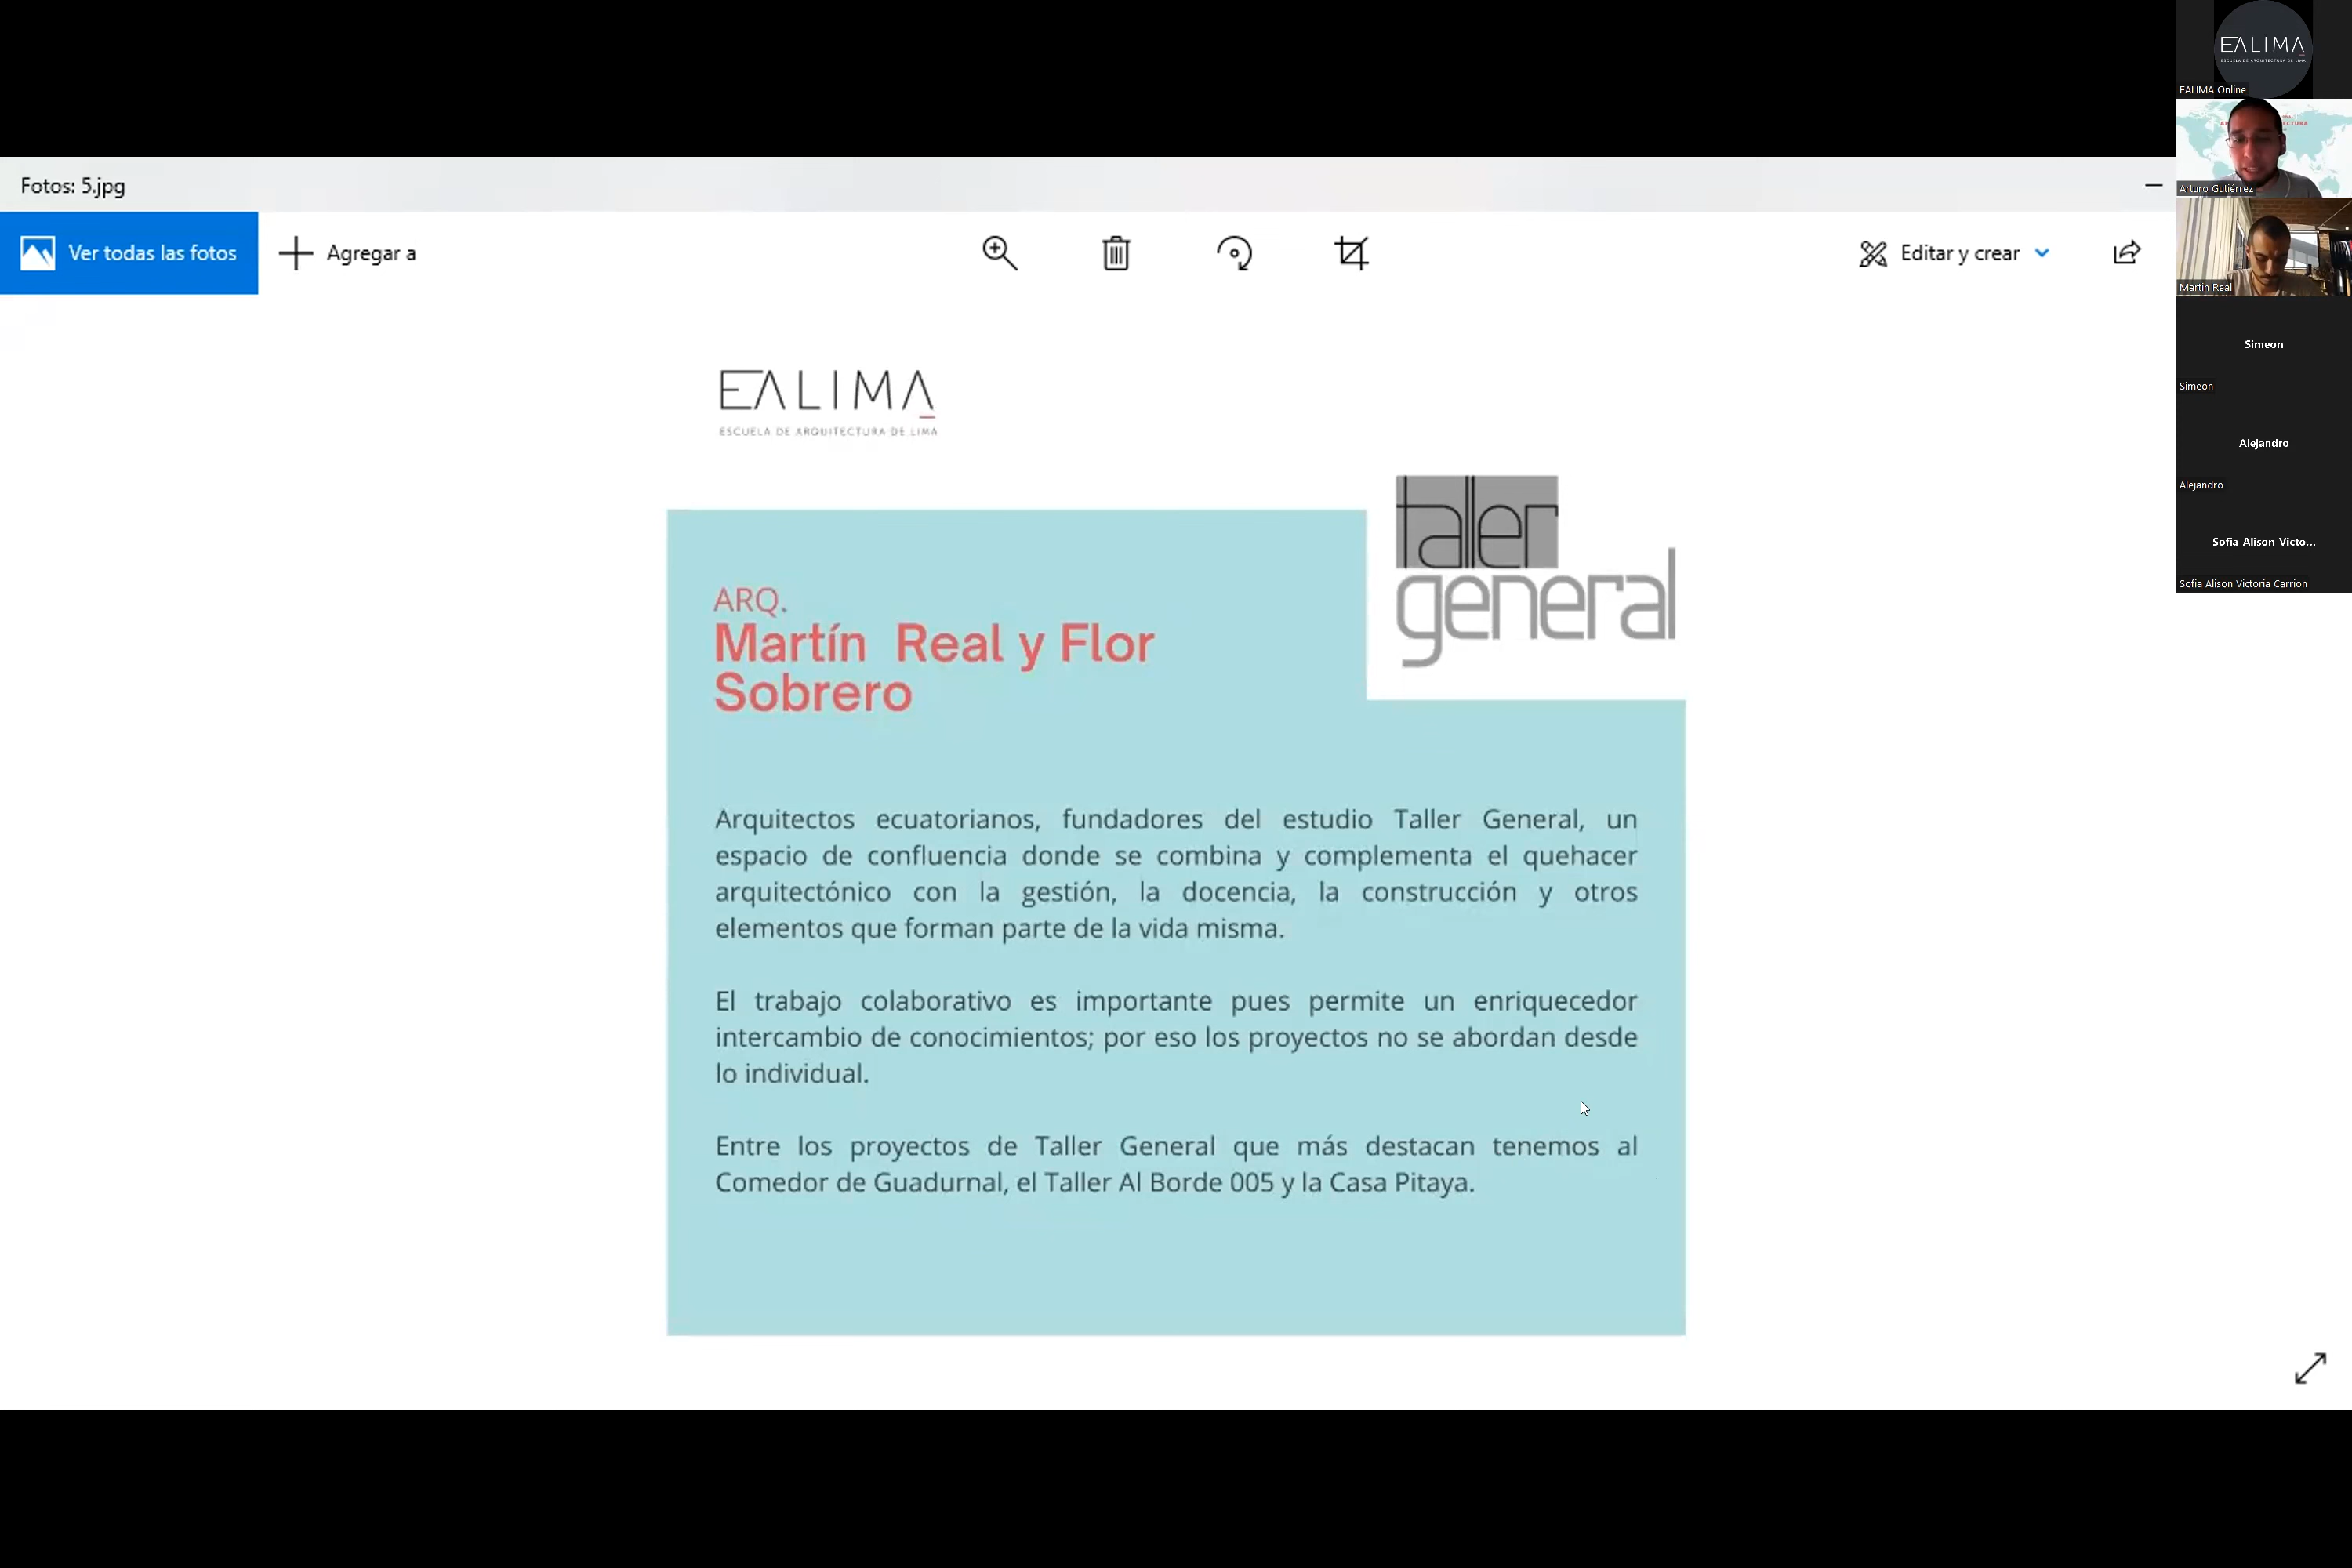 EALIMA
ESCUELA DE ARQUITECTURA DE LIMA
EALIMA Online
Arturo Gutiérrez
Martín Real
Simeon
Simeon
Alejandro
Alejandro
Sofia Alison Victo...
Sofia Alison Victoria Carrion
Fotos: 5.jpg
Ver todas las fotos
Agregar a
Editar y crear
EALIMA
ESCUELA DE ARQUITECTURA DE LIMA
taller
general
ARQ.
Martín Real y Flor
Sobrero
Arquitectos ecuatorianos, fundadores del estudio Taller General, un
espacio de confluencia donde se combina y complementa el quehacer
arquitectónico con la gestión, la docencia, la construcción y otros
elementos que forman parte de la vida misma.
El trabajo colaborativo es importante pues permite un enriquecedor
intercambio de conocimientos; por eso los proyectos no se abordan desde
lo individual.
Entre los proyectos de Taller General que más destacan tenemos al
Comedor de Guadurnal, el Taller Al Borde 005 y la Casa Pitaya.